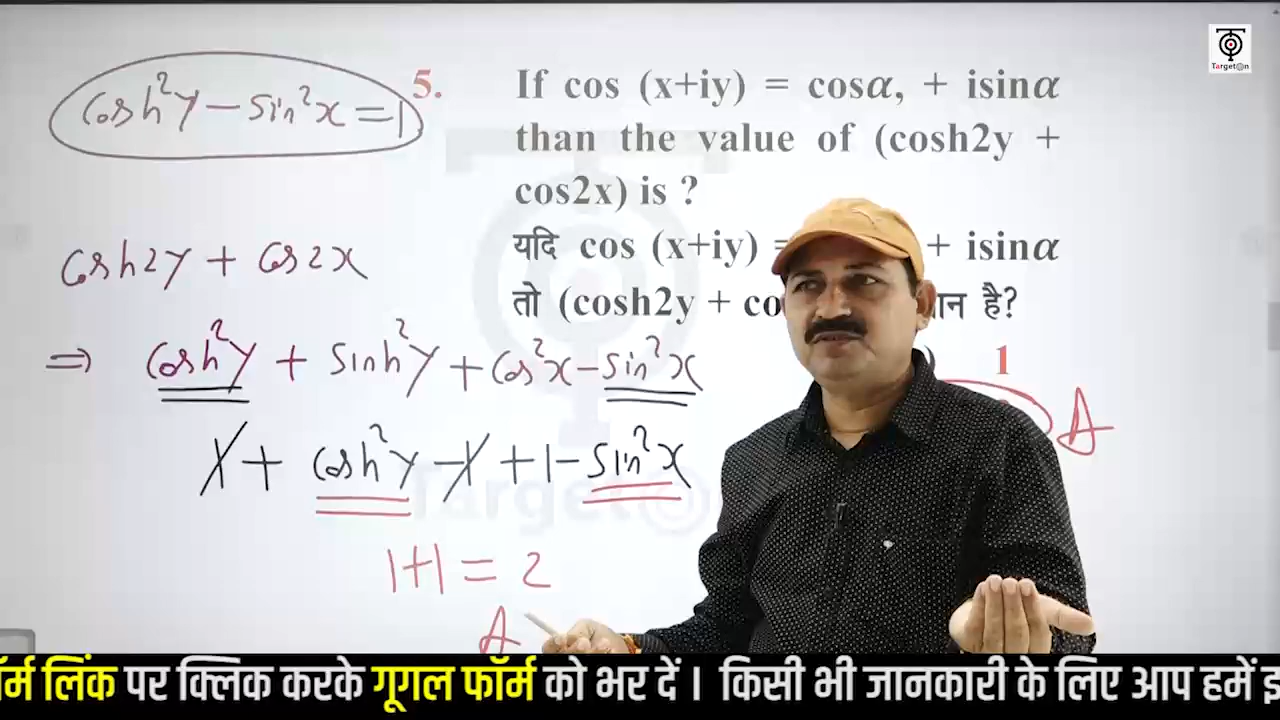 Target@n
cosh²y - sin²x = 1
5. If cos (x+iy) = cosα, + isinα
than the value of (cosh2y +
cos2x) is ?
यदि cos (x+iy) = + isinα
तो (cosh2y + co मान है?
cosh2y + cos2x
⇒ cosh²y + sinh²y + cos²x - sin²x
) 1
A
1 + cosh²y - 1 + 1 - sin²x
1+1 = 2
A
ॉर्म लिंक पर क्लिक करके गूगल फॉर्म को भर दें । किसी भी जानकारी के लिए आप हमें इ